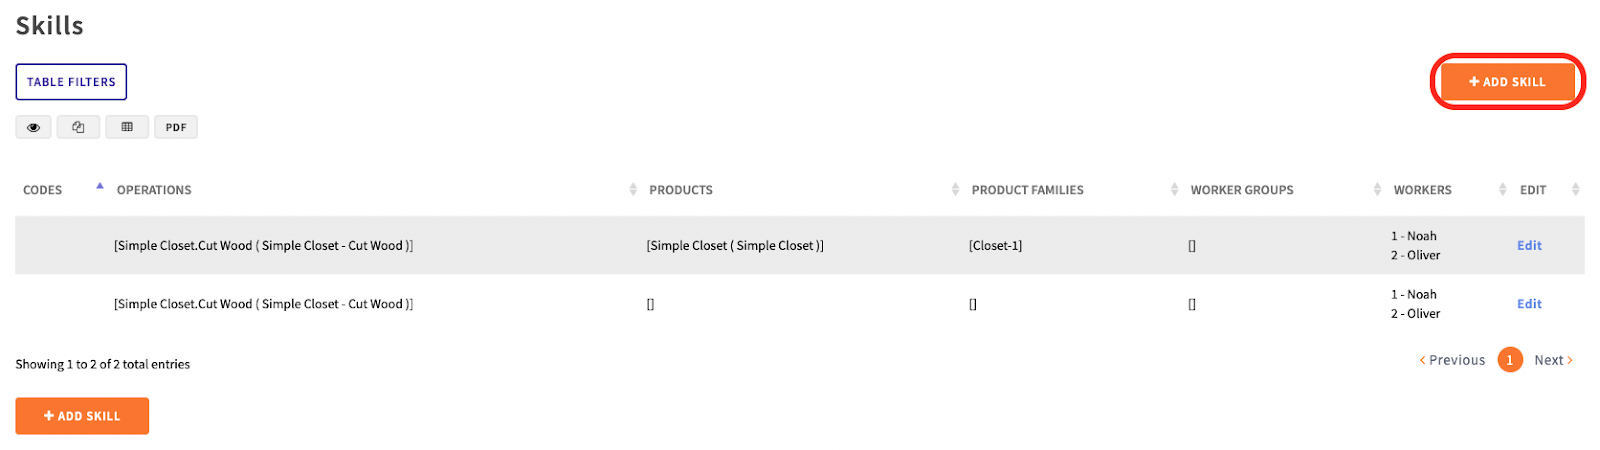 Skills
TABLE FILTERS
+ ADD SKILL
PDF
CODES OPERATIONS PRODUCTS PRODUCT FAMILIES WORKER GROUPS WORKERS EDIT
[Simple Closet.Cut Wood ( Simple Closet - Cut Wood )] [Simple Closet ( Simple Closet )] [Closet-1] [] 1 - Noah Edit
2 - Oliver
[Simple Closet.Cut Wood ( Simple Closet - Cut Wood )] [] [] [] 1 - Noah Edit
2 - Oliver
Showing 1 to 2 of 2 total entries
‹ Previous 1 Next ›
+ ADD SKILL